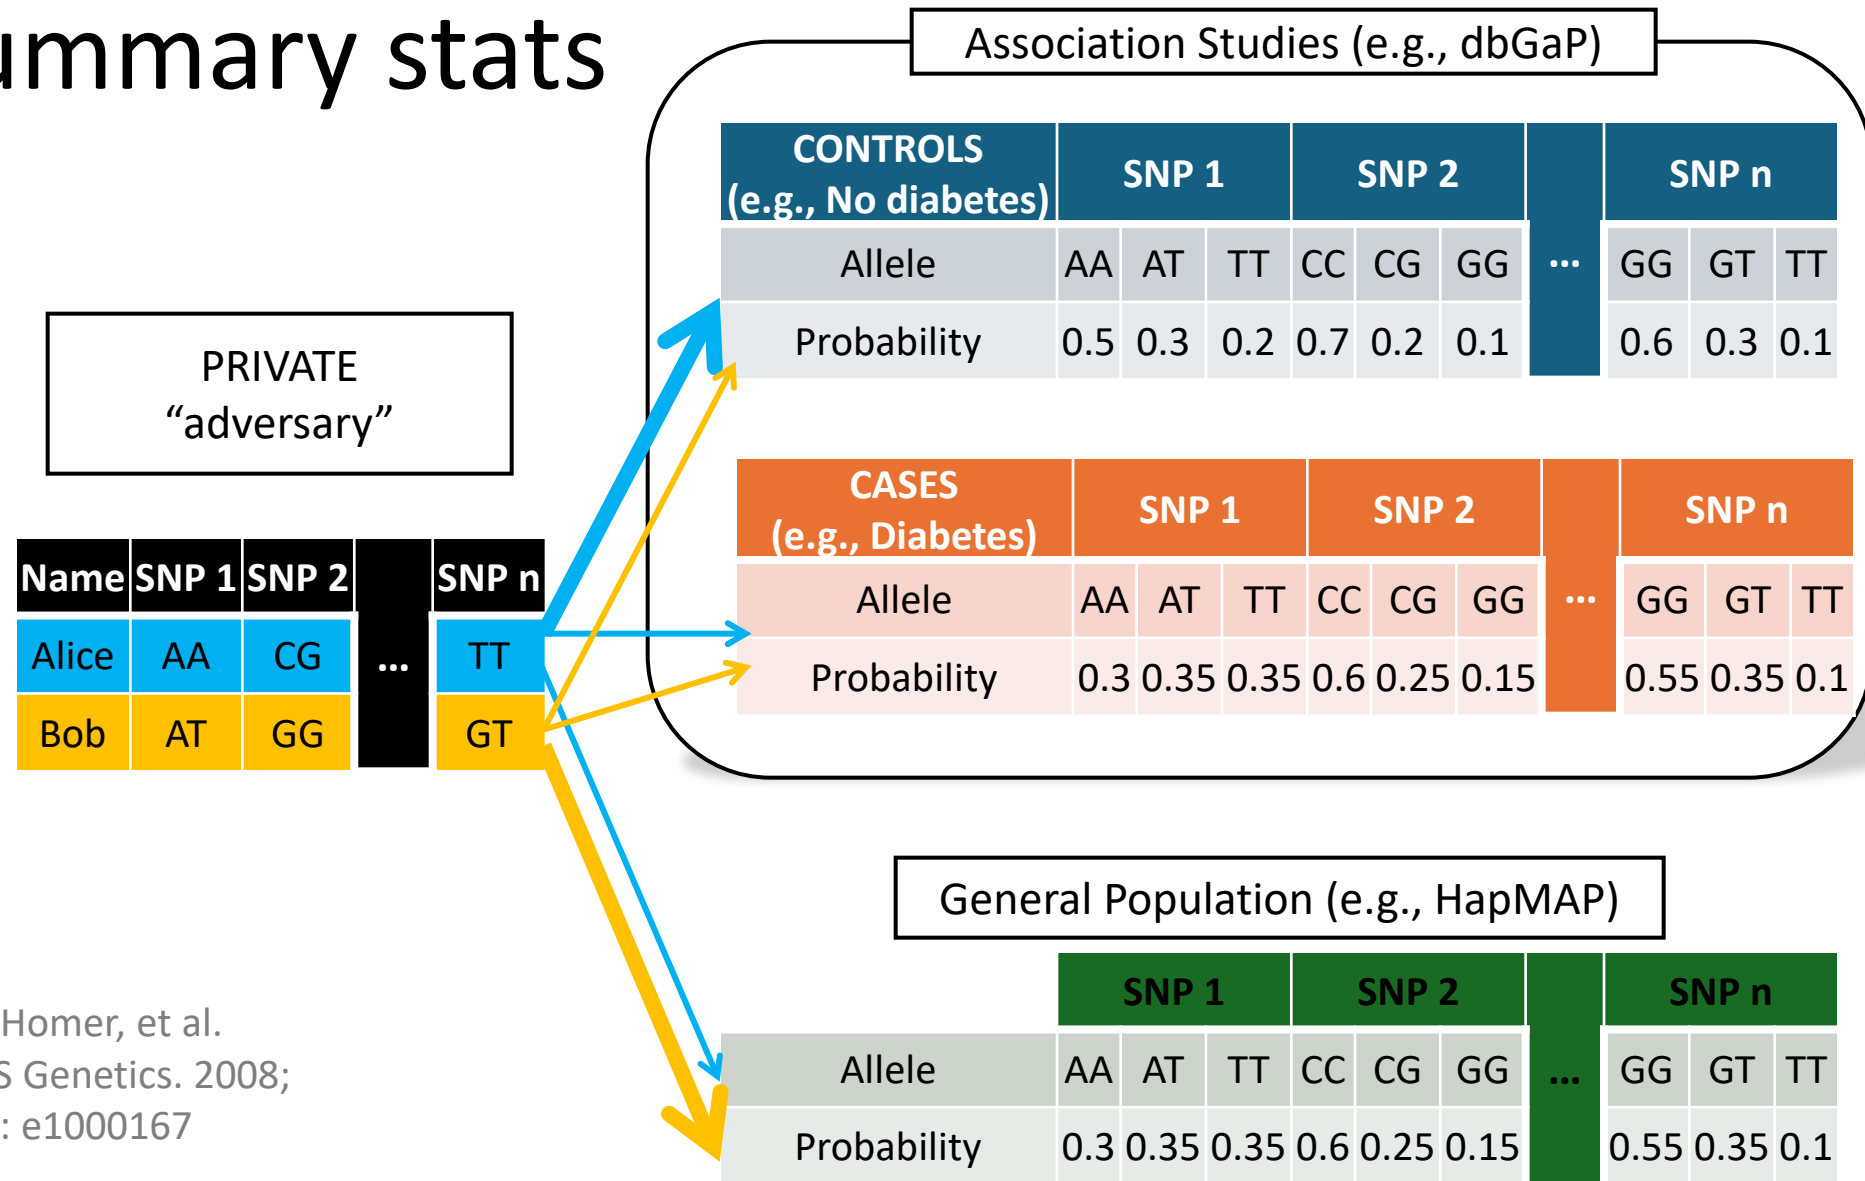 ummary stats
Association Studies (e.g., dbGaP)
CONTROLS
(e.g., No diabetes) SNP 1 SNP 2 SNP n
Allele AA AT TT CC CG GG ... GG GT TT
Probability 0.5 0.3 0.2 0.7 0.2 0.1 0.6 0.3 0.1
PRIVATE
“adversary”
CASES
(e.g., Diabetes) SNP 1 SNP 2 SNP n
Allele AA AT TT CC CG GG ... GG GT TT
Probability 0.3 0.35 0.35 0.6 0.25 0.15 0.55 0.35 0.1
Name SNP 1 SNP 2 SNP n
Alice AA CG ... TT
Bob AT GG GT
General Population (e.g., HapMAP)
SNP 1 SNP 2 SNP n
Allele AA AT TT CC CG GG ... GG GT TT
Probability 0.3 0.35 0.35 0.6 0.25 0.15 0.55 0.35 0.1
Homer, et al.
S Genetics. 2008;
: e1000167